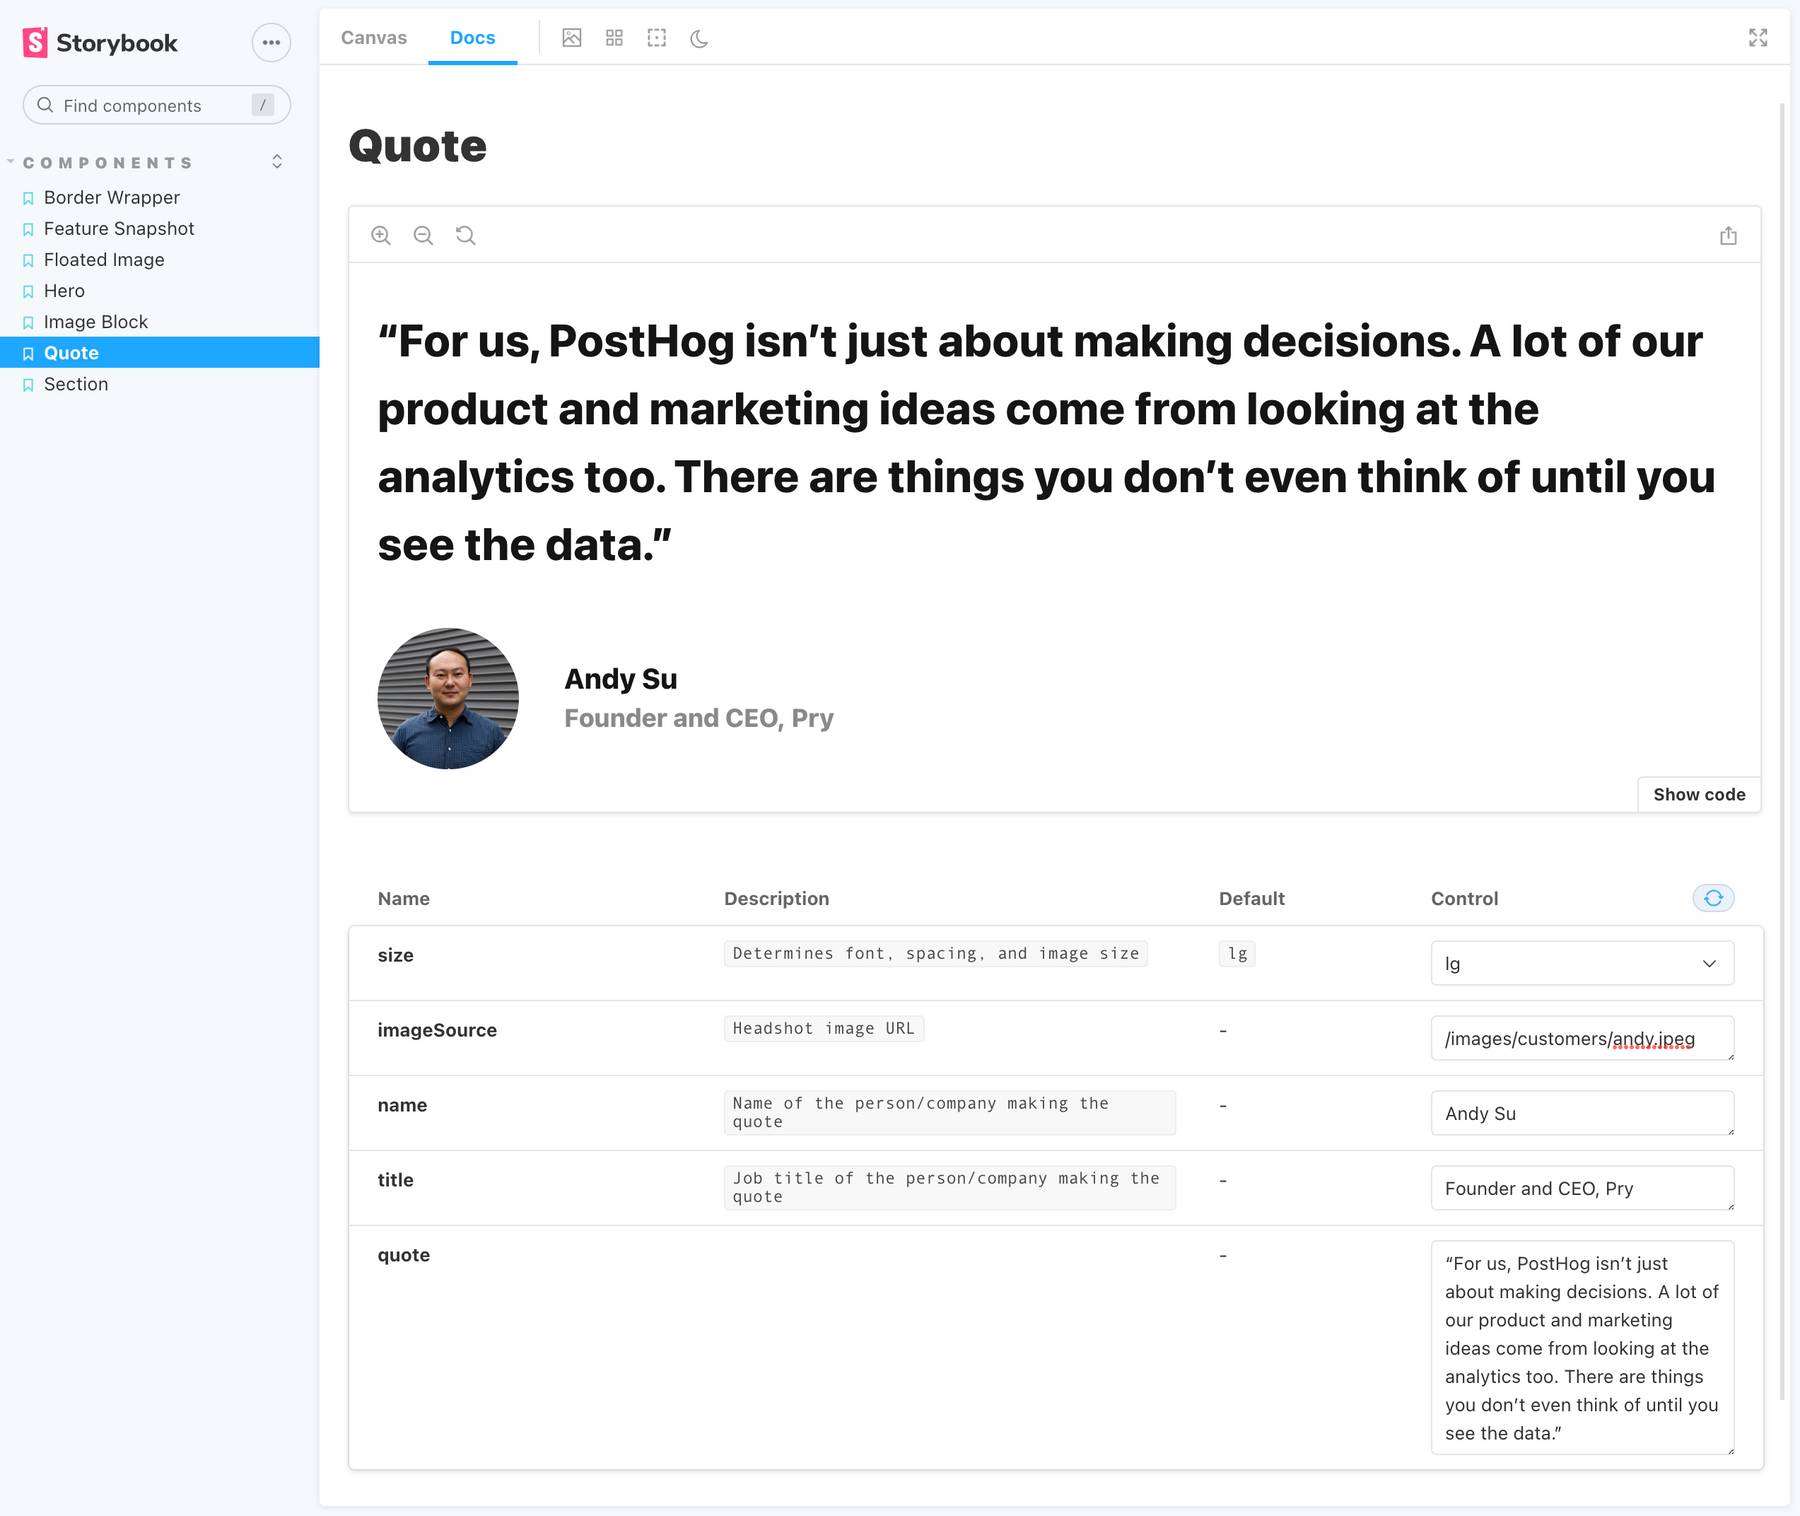 Storybook
Find components /
COMPONENTS
Border Wrapper
Feature Snapshot
Floated Image
Hero
Image Block
Quote
Section
Canvas Docs
Quote
“For us, PostHog isn’t just about making decisions. A lot of our
product and marketing ideas come from looking at the
analytics too. There are things you don’t even think of until you
see the data.”
Andy Su
Founder and CEO, Pry
Show code
Name Description Default Control
size Determines font, spacing, and image size lg lg
imageSource Headshot image URL - /images/customers/andy.jpeg
name Name of the person/company making the
quote - Andy Su
title Job title of the person/company making the
quote - Founder and CEO, Pry
quote - “For us, PostHog isn’t just
about making decisions. A lot of
our product and marketing
ideas come from looking at the
analytics too. There are things
you don’t even think of until you
see the data.”